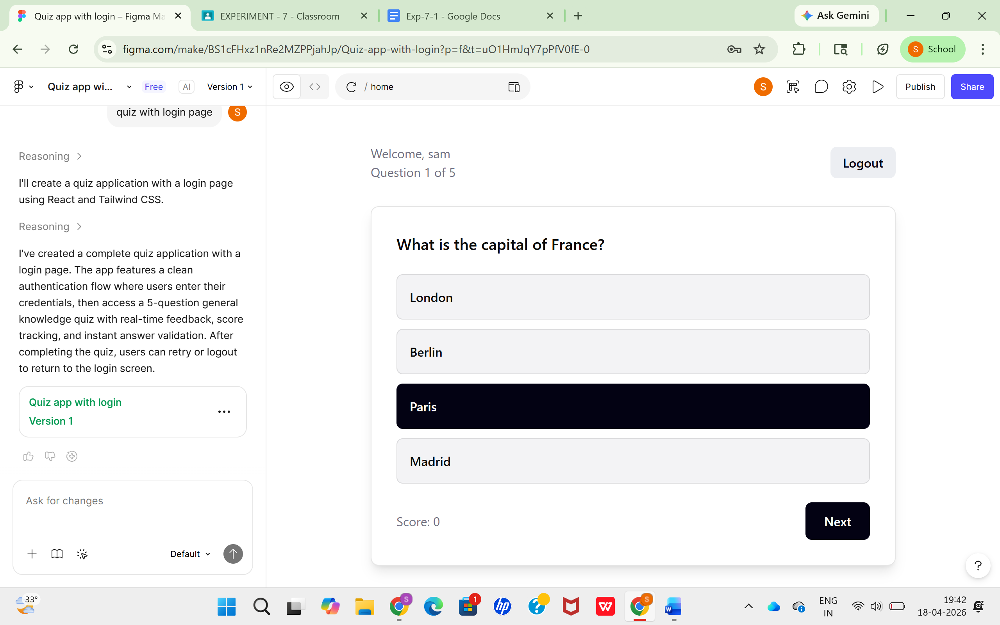 Quiz app with login – Figma Ma
EXPERIMENT - 7 - Classroom
Exp-7-1 - Google Docs
Ask Gemini
figma.com/make/BS1cFHxz1nRe2MZPPjahJp/Quiz-app-with-login?p=f&t=uO1HmJqY7pPfV0fE-0
S
School
Quiz app wi...
Free
AI
Version 1
/ home
S
Publish
Share
quiz with login page
S
Reasoning
I'll create a quiz application with a login page
using React and Tailwind CSS.
Reasoning
I've created a complete quiz application with a
login page. The app features a clean
authentication flow where users enter their
credentials, then access a 5-question general
knowledge quiz with real-time feedback, score
tracking, and instant answer validation. After
completing the quiz, users can retry or logout
to return to the login screen.
Quiz app with login
Version 1
Ask for changes
Default
Welcome, sam
Question 1 of 5
Logout
What is the capital of France?
London
Berlin
Paris
Madrid
Score: 0
Next
?
33°
S
1
hp
?
W
S
W
ENG
IN
19:42
18-04-2026